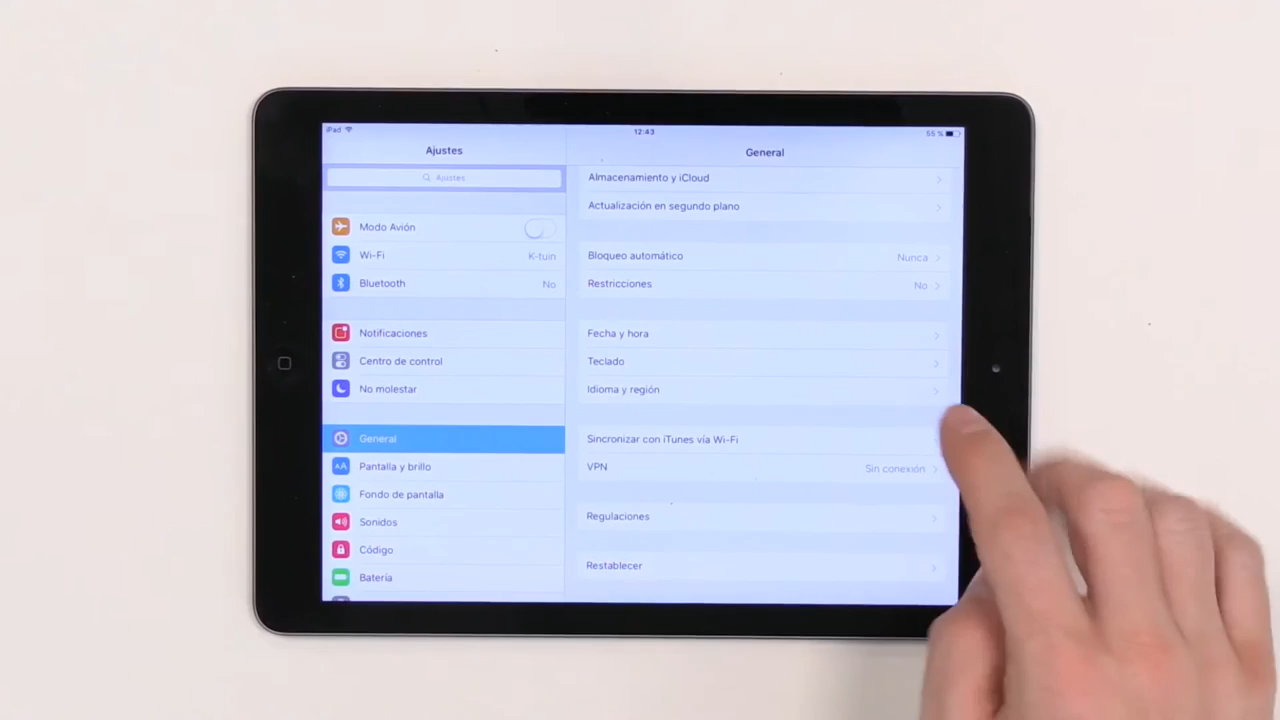 iPad 12:43 55 %
Ajustes
Ajustes
Modo Avión
Wi-Fi K-tuin
Bluetooth No
Notificaciones
Centro de control
No molestar
General
AA Pantalla y brillo
Fondo de pantalla
Sonidos
Código
Batería
General
Almacenamiento y iCloud
Actualización en segundo plano
Bloqueo automático Nunca
Restricciones No
Fecha y hora
Teclado
Idioma y región
Sincronizar con iTunes vía Wi-Fi
VPN Sin conexión
Regulaciones
Restablecer